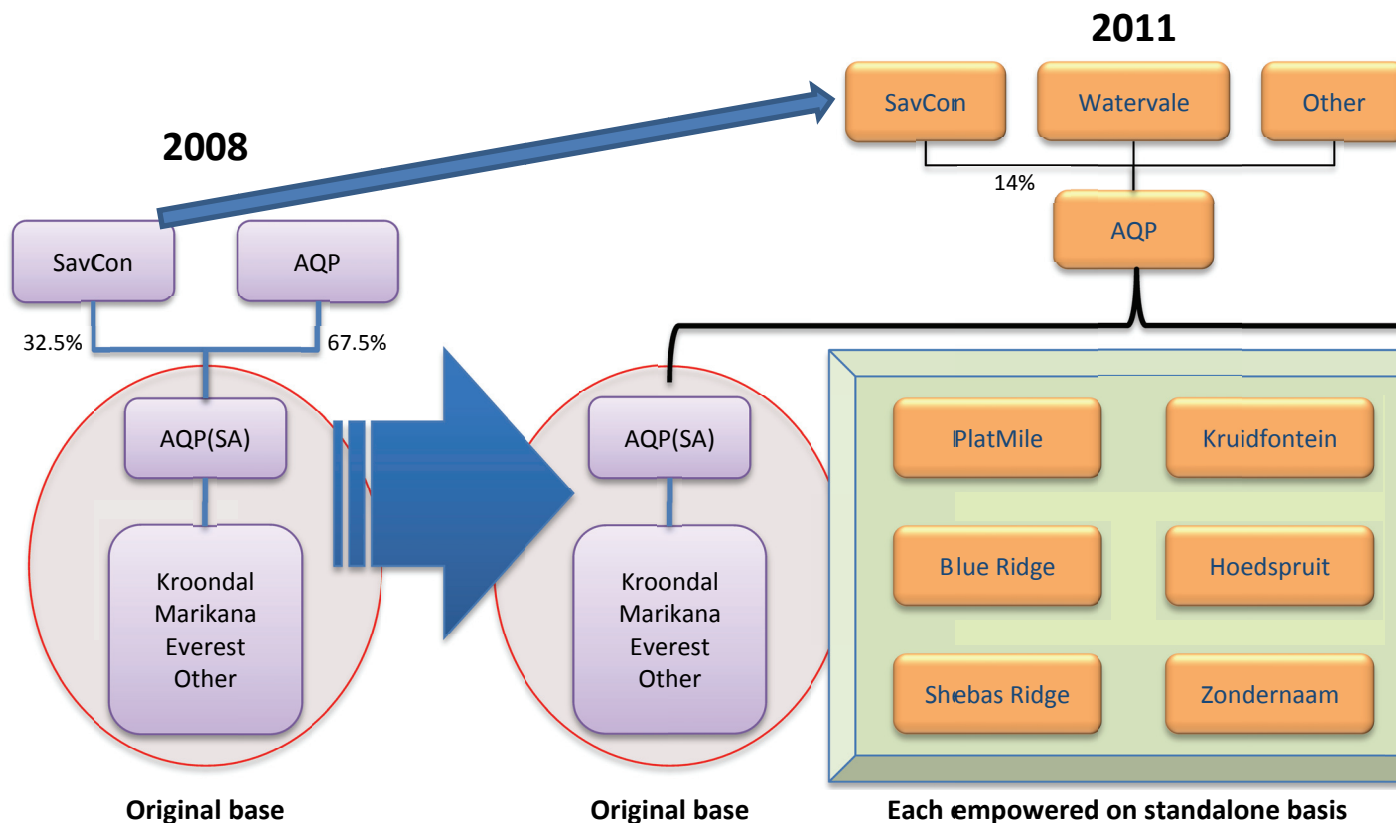 2011
SavCon
Watervale
Other
2008
14%
AQP
SavCon
AQP
32.5%
67.5%
AQP(SA)
AQP(SA)
PlatMile
Kruidfontein
Kroondal
Marikana
Everest
Other
Kroondal
Marikana
Everest
Other
Blue Ridge
Hoedspruit
Shebas Ridge
Zondernaam
Original base
Original base
Each empowered on standalone basis